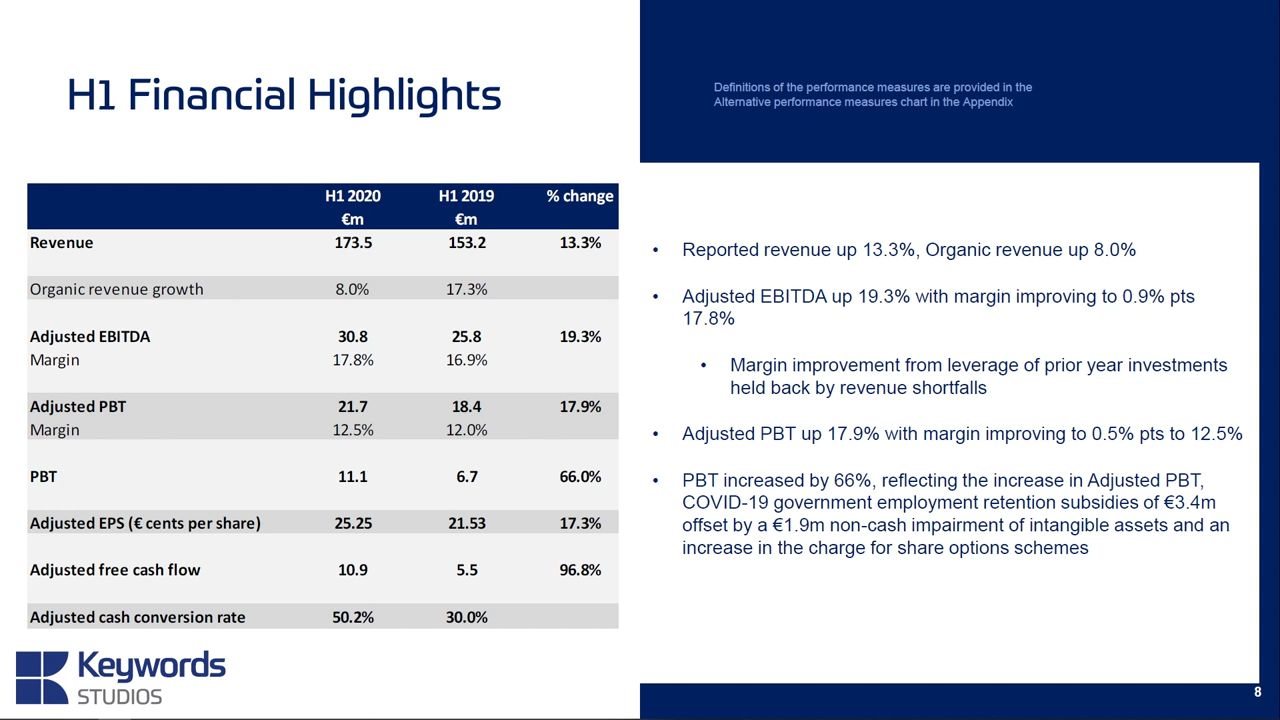 H1 Financial Highlights
Definitions of the performance measures are provided in the
Alternative performance measures chart in the Appendix
H1 2020 H1 2019 % change
€m €m
Revenue 173.5 153.2 13.3%
Organic revenue growth 8.0% 17.3%
Adjusted EBITDA 30.8 25.8 19.3%
Margin 17.8% 16.9%
Adjusted PBT 21.7 18.4 17.9%
Margin 12.5% 12.0%
PBT 11.1 6.7 66.0%
Adjusted EPS (€ cents per share) 25.25 21.53 17.3%
Adjusted free cash flow 10.9 5.5 96.8%
Adjusted cash conversion rate 50.2% 30.0%
• Reported revenue up 13.3%, Organic revenue up 8.0%
• Adjusted EBITDA up 19.3% with margin improving to 0.9% pts
17.8%
• Margin improvement from leverage of prior year investments
held back by revenue shortfalls
• Adjusted PBT up 17.9% with margin improving to 0.5% pts to 12.5%
• PBT increased by 66%, reflecting the increase in Adjusted PBT,
COVID-19 government employment retention subsidies of €3.4m
offset by a €1.9m non-cash impairment of intangible assets and an
increase in the charge for share options schemes
Keywords
STUDIOS
8